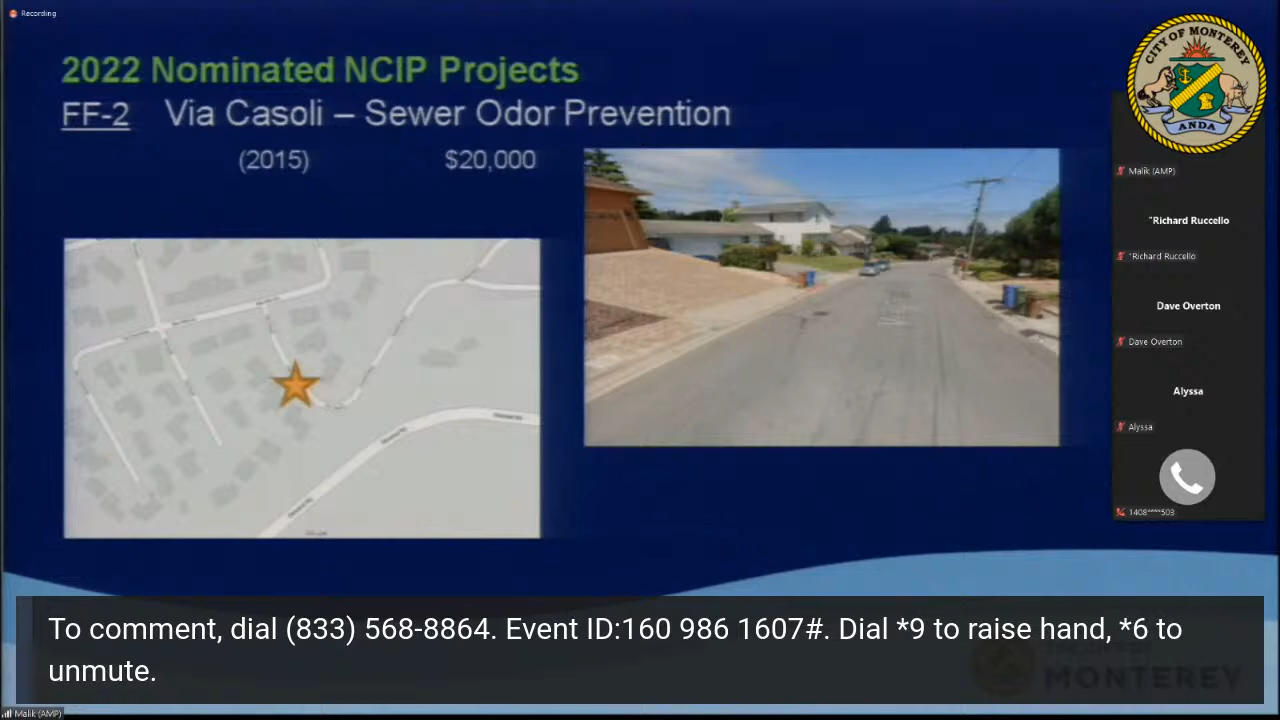 Recording
2022 Nominated NCIP Projects
FF-2 Via Casoli – Sewer Odor Prevention
(2015) $20,000
CITY OF MONTEREY
ANDA
Malik (AMP)
"Richard Ruccello
"Richard Ruccello
Dave Overton
Dave Overton
Alyssa
Alyssa
1408****503
To comment, dial (833) 568-8864. Event ID:160 986 1607#. Dial *9 to raise hand, *6 to
unmute.
MONTEREY
Malik (AMP)